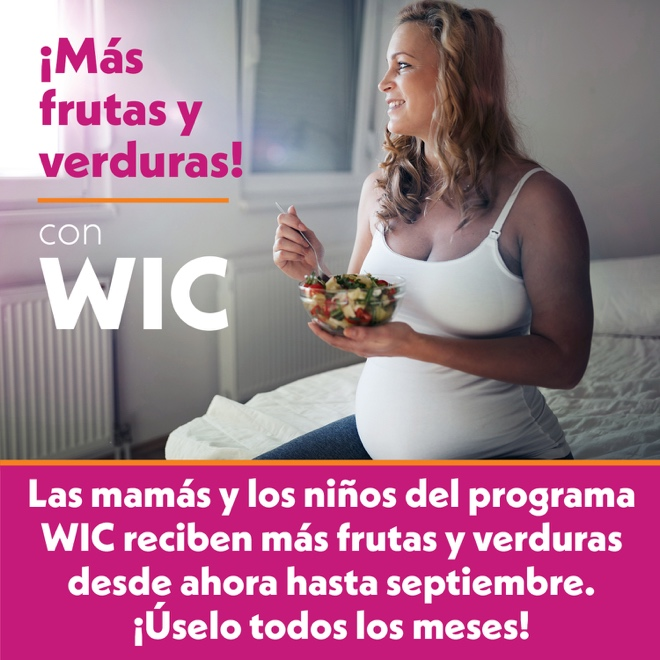 ¡Más
frutas y
verduras!
con
WIC
Las mamás y los niños del programa
WIC reciben más frutas y verduras
desde ahora hasta septiembre.
¡Úselo todos los meses!